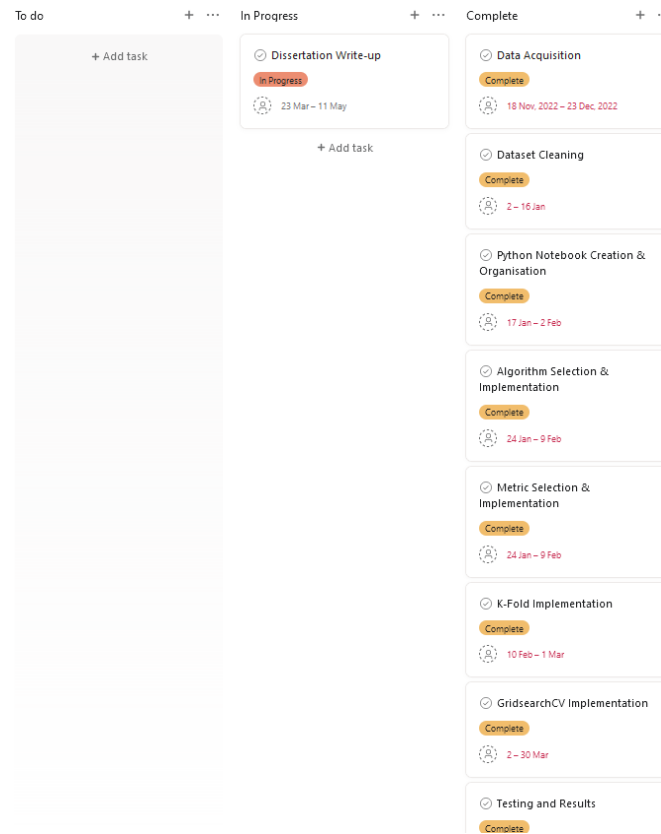 To do
+ Add task
In Progress
Dissertation Write-up
In Progress
23 Mar – 11 May
+ Add task
Complete
Data Acquisition
Complete
18 Nov, 2022 – 23 Dec, 2022
Dataset Cleaning
Complete
2 – 16 Jan
Python Notebook Creation &
Organisation
Complete
17 Jan – 2 Feb
Algorithm Selection &
Implementation
Complete
24 Jan – 9 Feb
Metric Selection &
Implementation
Complete
24 Jan – 9 Feb
K-Fold Implementation
Complete
10 Feb – 1 Mar
GridsearchCV Implementation
Complete
2 – 30 Mar
Testing and Results
Complete